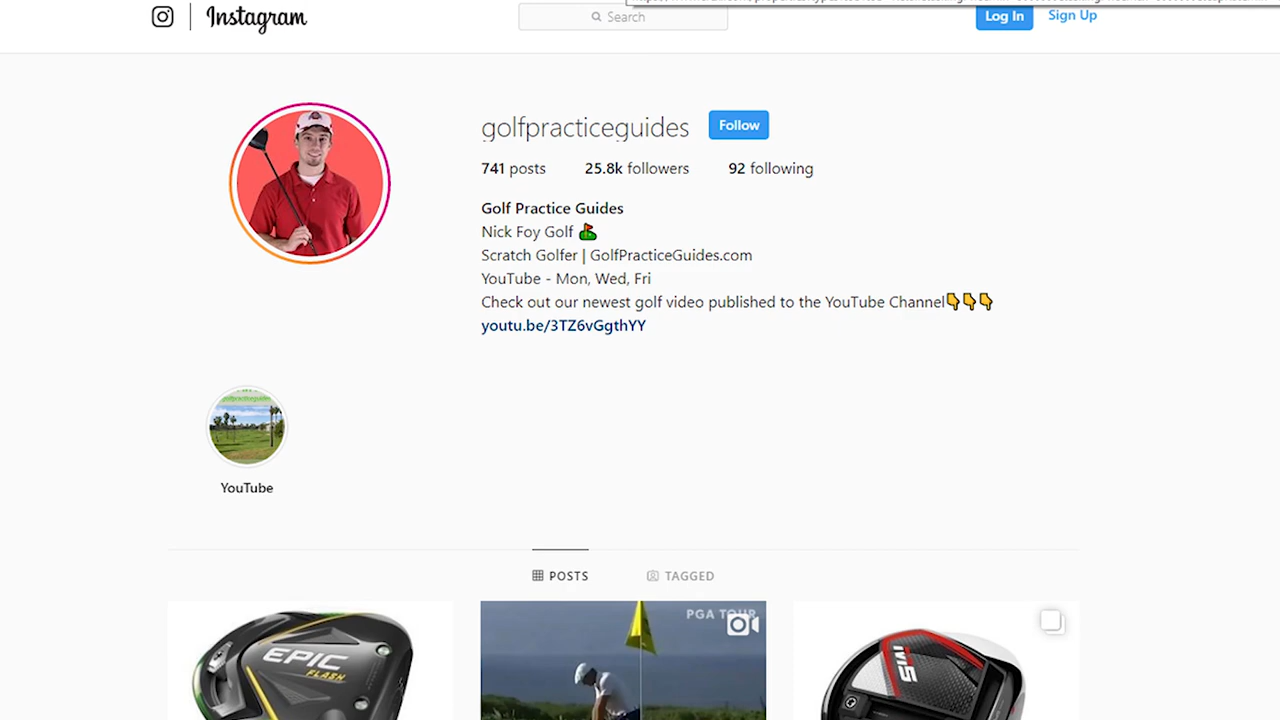 Instagram
Search
Log In
Sign Up
golfpracticeguides
Follow
741 posts 25.8k followers 92 following
Golf Practice Guides
Nick Foy Golf
Scratch Golfer | GolfPracticeGuides.com
YouTube - Mon, Wed, Fri
Check out our newest golf video published to the YouTube Channel
youtu.be/3TZ6vGgthYY
golfpracticeguides
YouTube
POSTS
TAGGED
EPIC
FLASH
PGA TOUR
M5